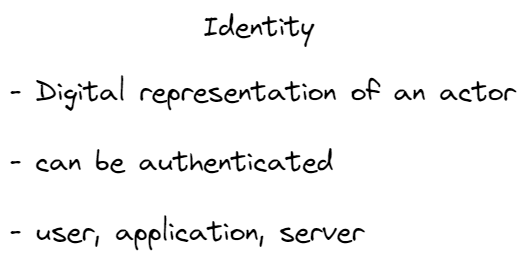 Identity
- Digital representation of an actor
- can be authenticated
- user, application, server